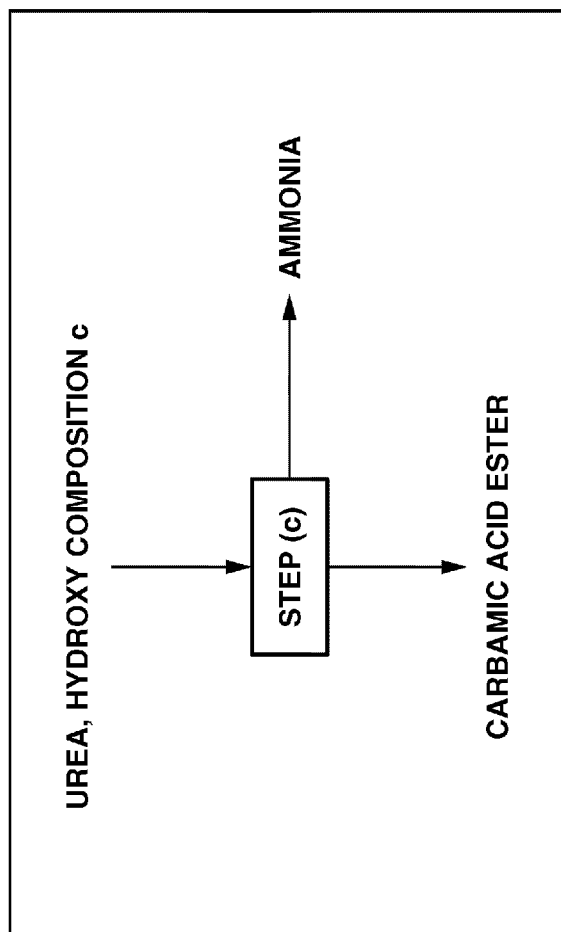 UREA, HYDROXY COMPOSITION c
STEP (c)
AMMONIA
CARBAMIC ACID ESTER